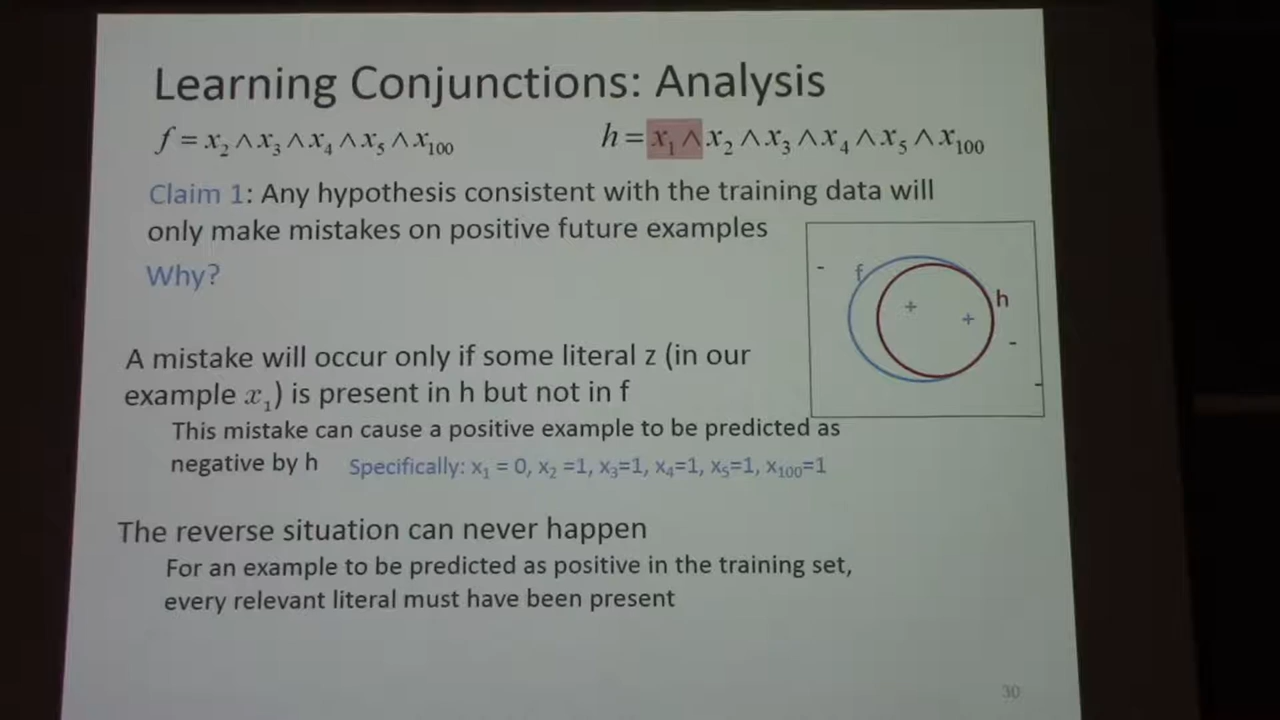 Learning Conjunctions: Analysis
f = x₂ ∧ x₃ ∧ x₄ ∧ x₅ ∧ x₁₀₀
h = x₁ ∧ x₂ ∧ x₃ ∧ x₄ ∧ x₅ ∧ x₁₀₀
Claim 1: Any hypothesis consistent with the training data will
only make mistakes on positive future examples
Why?
- f
+ + h
-
-
A mistake will occur only if some literal z (in our
example x₁) is present in h but not in f
This mistake can cause a positive example to be predicted as
negative by h Specifically: x₁ = 0, x₂ =1, x₃=1, x₄=1, x₅=1, x₁₀₀=1
The reverse situation can never happen
For an example to be predicted as positive in the training set,
every relevant literal must have been present
30